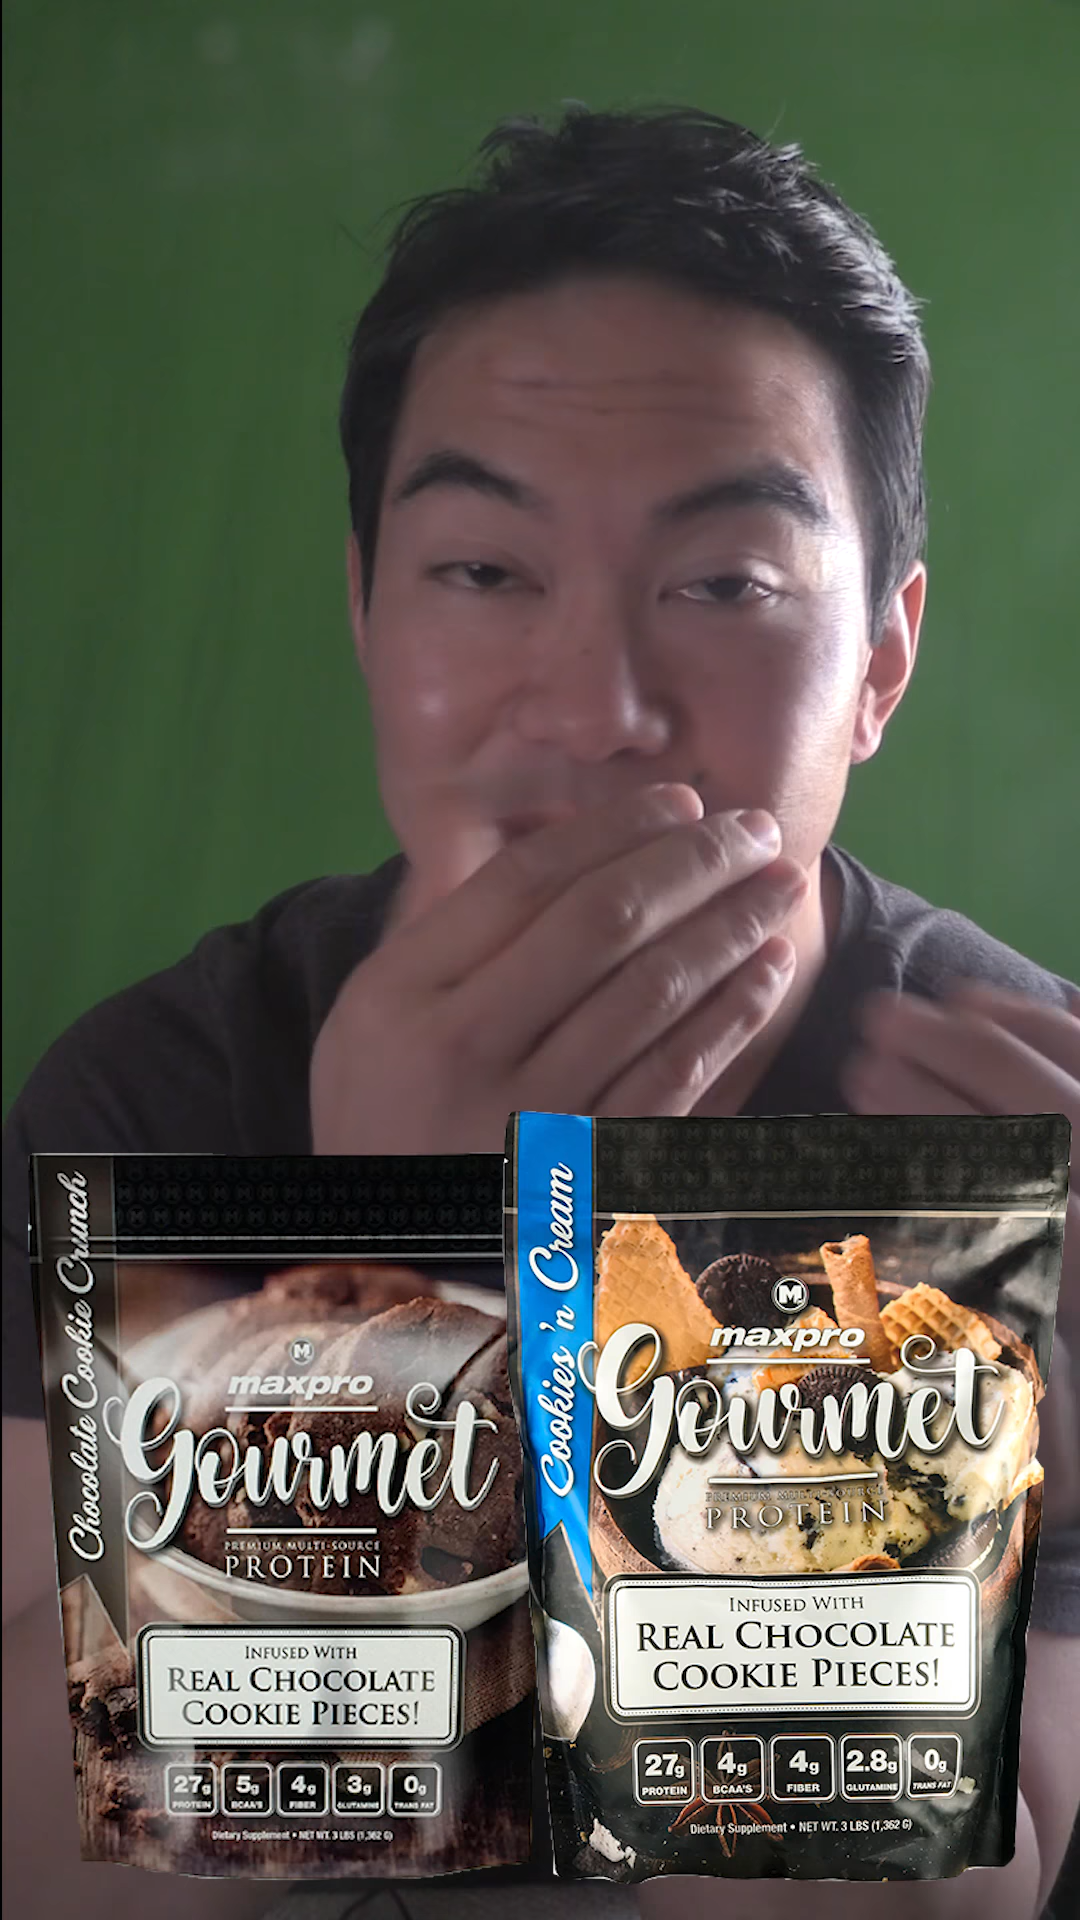 Chocolate Cookie Crunch
M
maxpro
Gourmet
PREMIUM MULTI-SOURCE
PROTEIN
INFUSED WITH
REAL CHOCOLATE
COOKIE PIECES!
27g PROTEIN
5g BCAA'S
4g FIBER
3g GLUTAMINE
0g TRANS FAT
Dietary Supplement • NET WT. 3 LBS (1,362 G)
Cookies 'n Cream
M
maxpro
Gourmet
PREMIUM MULTI-SOURCE
PROTEIN
INFUSED WITH
REAL CHOCOLATE
COOKIE PIECES!
27g PROTEIN
4g BCAA'S
4g FIBER
2.8g GLUTAMINE
0g TRANS FAT
Dietary Supplement • NET WT. 3 LBS (1,362 G)